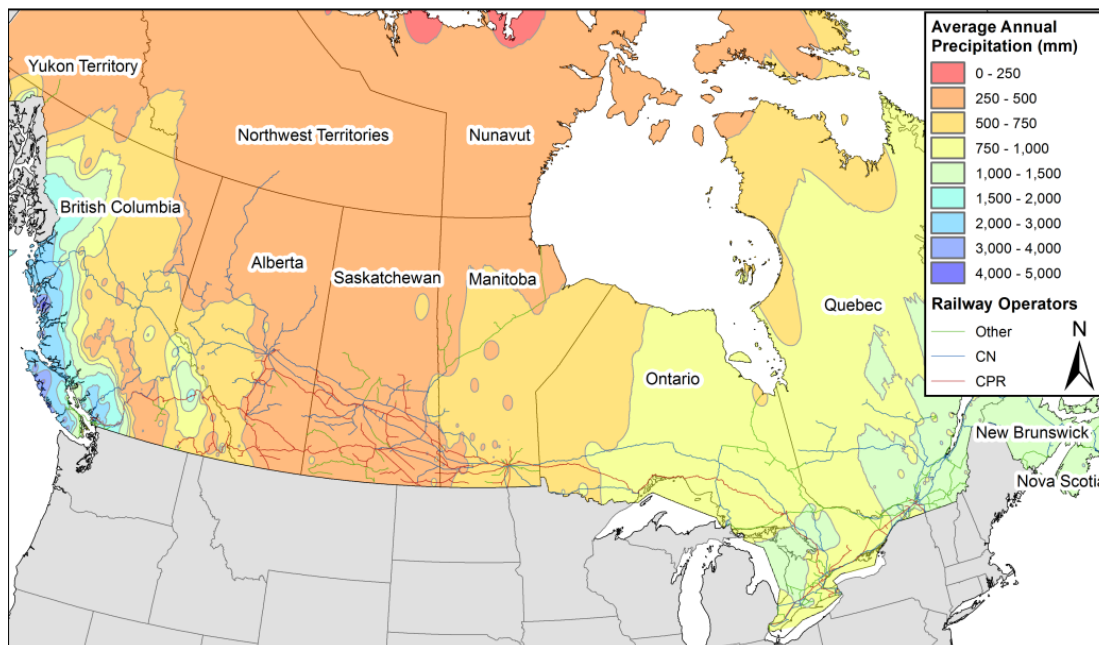 Yukon Territory
Northwest Territories
Nunavut
British Columbia
Alberta
Saskatchewan
Manitoba
Ontario
Quebec
New Brunswick
Nova Scotia
Average Annual
Precipitation (mm)
0 - 250
250 - 500
500 - 750
750 - 1,000
1,000 - 1,500
1,500 - 2,000
2,000 - 3,000
3,000 - 4,000
4,000 - 5,000
Railway Operators
Other
CN
CPR
N